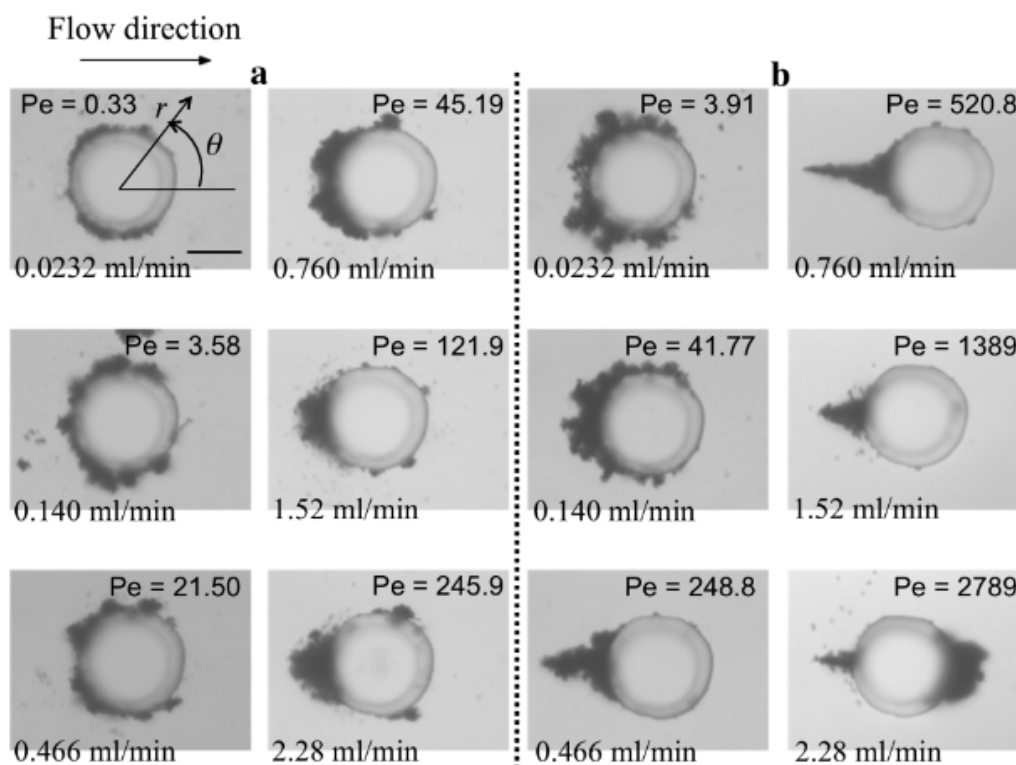 Flow direction
a
b
Pe = 0.33
r
θ
Pe = 45.19
Pe = 3.91
Pe = 520.8
0.0232 ml/min
0.760 ml/min
0.0232 ml/min
0.760 ml/min
Pe = 3.58
Pe = 121.9
Pe = 41.77
Pe = 1389
0.140 ml/min
1.52 ml/min
0.140 ml/min
1.52 ml/min
Pe = 21.50
Pe = 245.9
Pe = 248.8
Pe = 2789
0.466 ml/min
2.28 ml/min
0.466 ml/min
2.28 ml/min